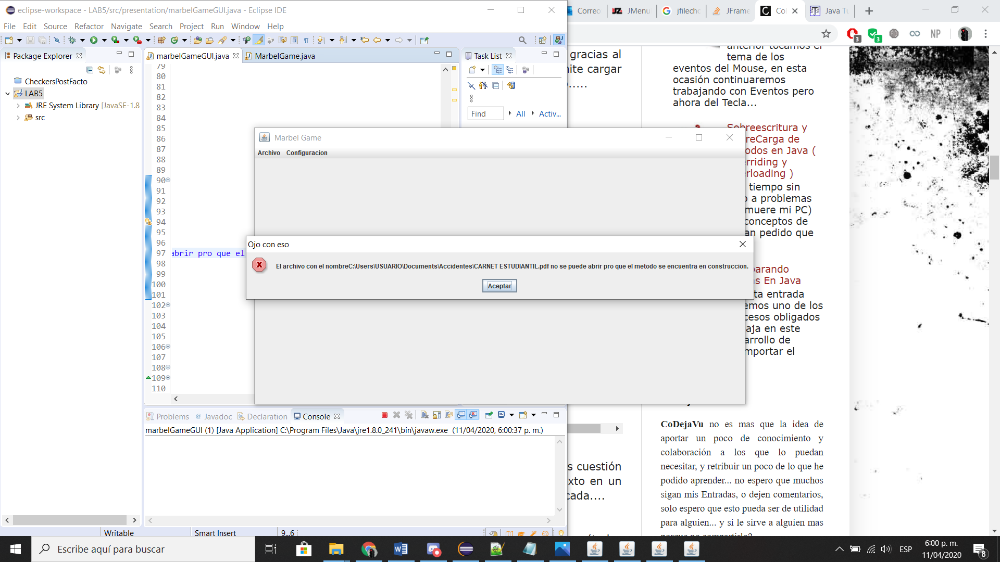 eclipse-workspace - LAB5/src/presentation/marbelGameGUI.java - Eclipse IDE
File Edit Source Refactor Navigate Search Project Run Window Help
Package Explorer
CheckersPostFacto
LAB5
JRE System Library [JavaSE-1.8
src
marbelGameGUI.java
MarbelGame.java
79
80
81
82
83
84
85
86
87
88
89
90
91
92
93
94
95
96
97 abrir pro que el
98
99
100
101
102
103
104
105
106
107
108
109
110
Task List
Find
All
Activ...
Marbel Game
Archivo Configuracion
Ojo con eso
El archivo con el nombreC:\Users\USUARIO\Documents\Accidentes\CARNET ESTUDIANTIL.pdf no se puede abrir pro que el metodo se encuentra en construccion.
Aceptar
Problems
@ Javadoc
Declaration
Console
marbelGameGUI (1) [Java Application] C:\Program Files\Java\jre1.8.0_241\bin\javaw.exe (11/04/2020, 6:00:37 p. m.)
Writable
Smart Insert
Correo
JMenu
jfilecho
JFrame
Co
Java Tu
3
3
NP
gracias al
ite cargar
.....
s cuestión
xto en un
cada....
anterior tocamos el
tema de los
eventos del Mouse, en esta
ocasión continuaremos
trabajando con Eventos pero
ahora del Tecla...
Sobreescritura y
reCarga de
odos en Java (
rriding y
rloading )
tiempo sin
o a problemas
muere mi PC)
conceptos de
an pedido que
parando
s En Java
ta entrada
emos uno de los
cesos obligados
aja en este
arrollo de
mportar el
CoDejaVu no es mas que la idea de
aportar un poco de conocimiento y
colaboración a los que lo puedan
necesitar, y retribuir un poco de lo que he
podido aprender... no espero que muchos
sigan mis Entradas, o dejen comentarios,
solo espero que esto pueda ser de utilidad
para alguien... y si le sirve a alguien mas
porque no compartirlo?
Escribe aquí para buscar
ESP
6:00 p. m.
11/04/2020
8